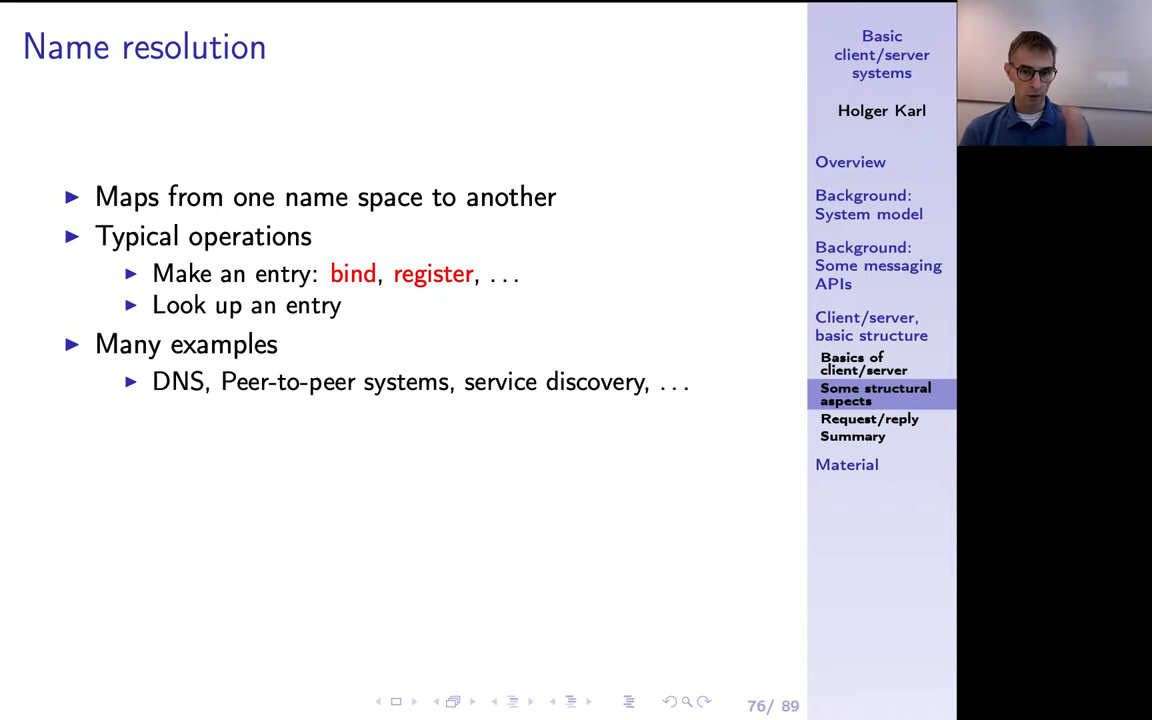 Name resolution
▶ Maps from one name space to another
▶ Typical operations
▶ Make an entry: bind, register, ...
▶ Look up an entry
▶ Many examples
▶ DNS, Peer-to-peer systems, service discovery, ...
76/ 89
Basic
client/server
systems
Holger Karl
Overview
Background:
System model
Background:
Some messaging
APIs
Client/server,
basic structure
Basics of
client/server
Some structural
aspects
Request/reply
Summary
Material